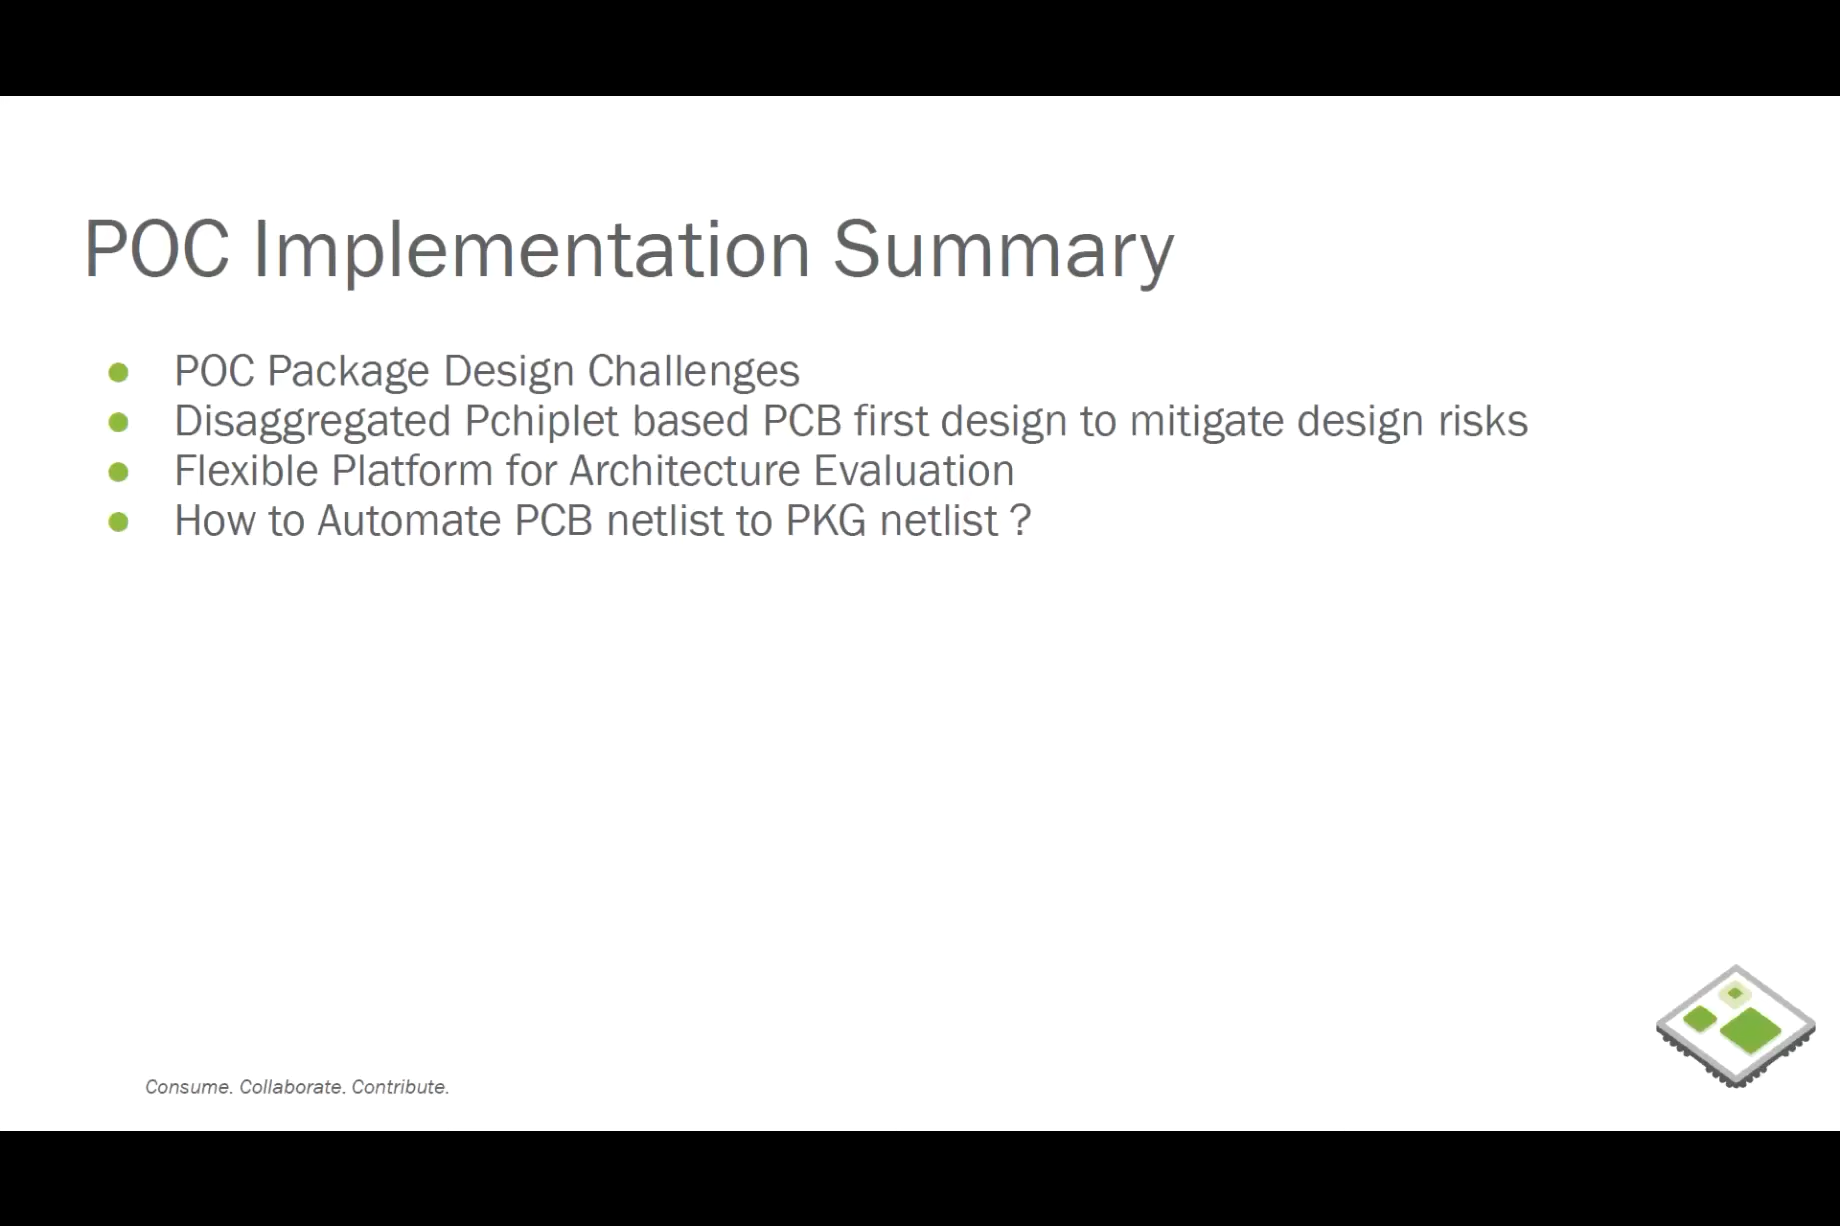 POC Implementation Summary
POC Package Design Challenges
Disaggregated Pchiplet based PCB first design to mitigate design risks
Flexible Platform for Architecture Evaluation
How to Automate PCB netlist to PKG netlist ?
Consume. Collaborate. Contribute.